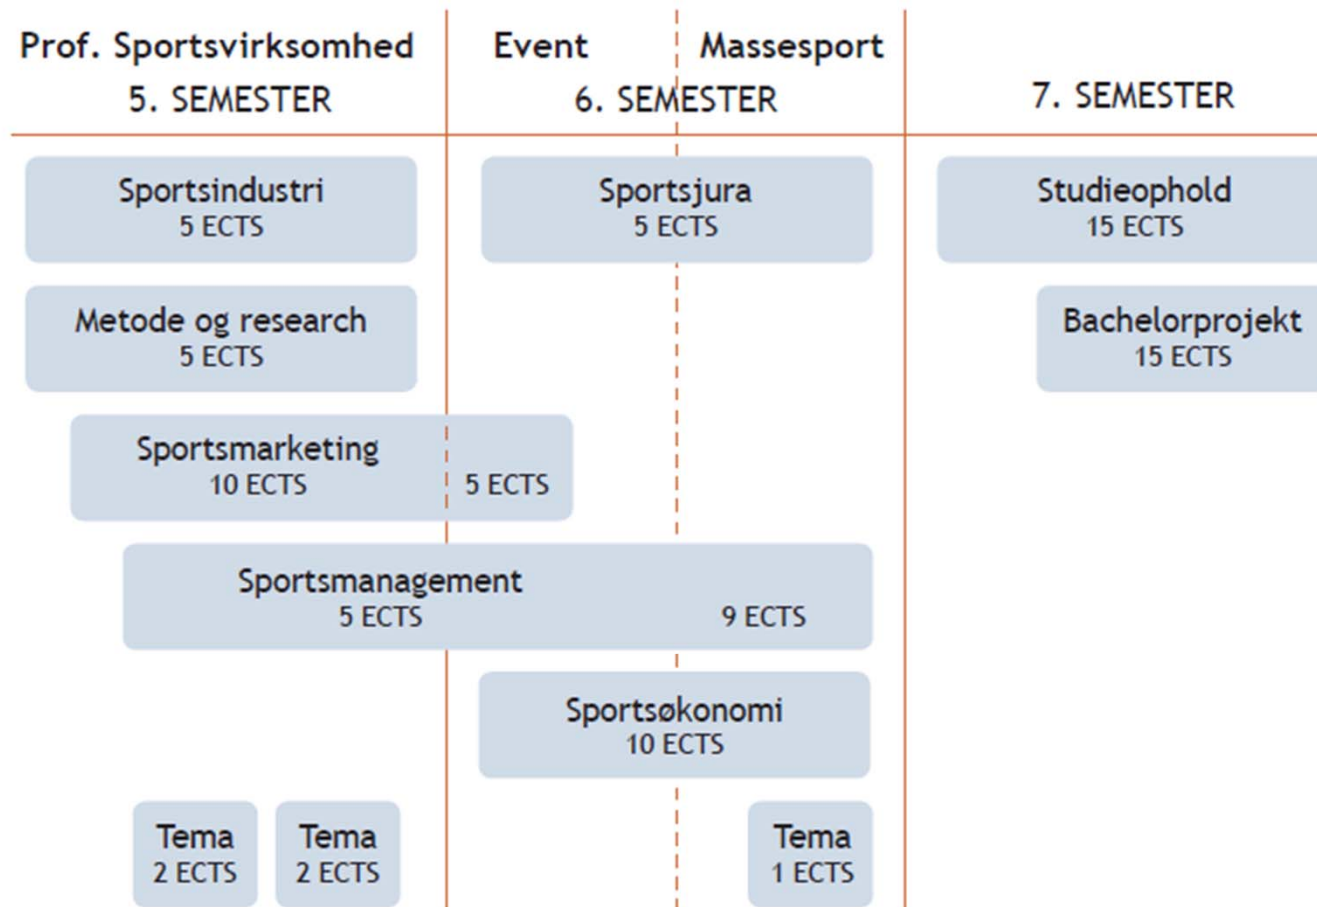 Prof. Sportsvirksomhed
Event
Massesport
5. SEMESTER
6. SEMESTER
7. SEMESTER
Sportsindustri
5 ECTS
Sportsjura
5 ECTS
Studieophold
15 ECTS
Metode og research
5 ECTS
Bachelorprojekt
15 ECTS
Sportsmarketing
10 ECTS
5 ECTS
Sportsmanagement
5 ECTS
9 ECTS
Sportsøkonomi
10 ECTS
Tema
2 ECTS
Tema
2 ECTS
Tema
1 ECTS